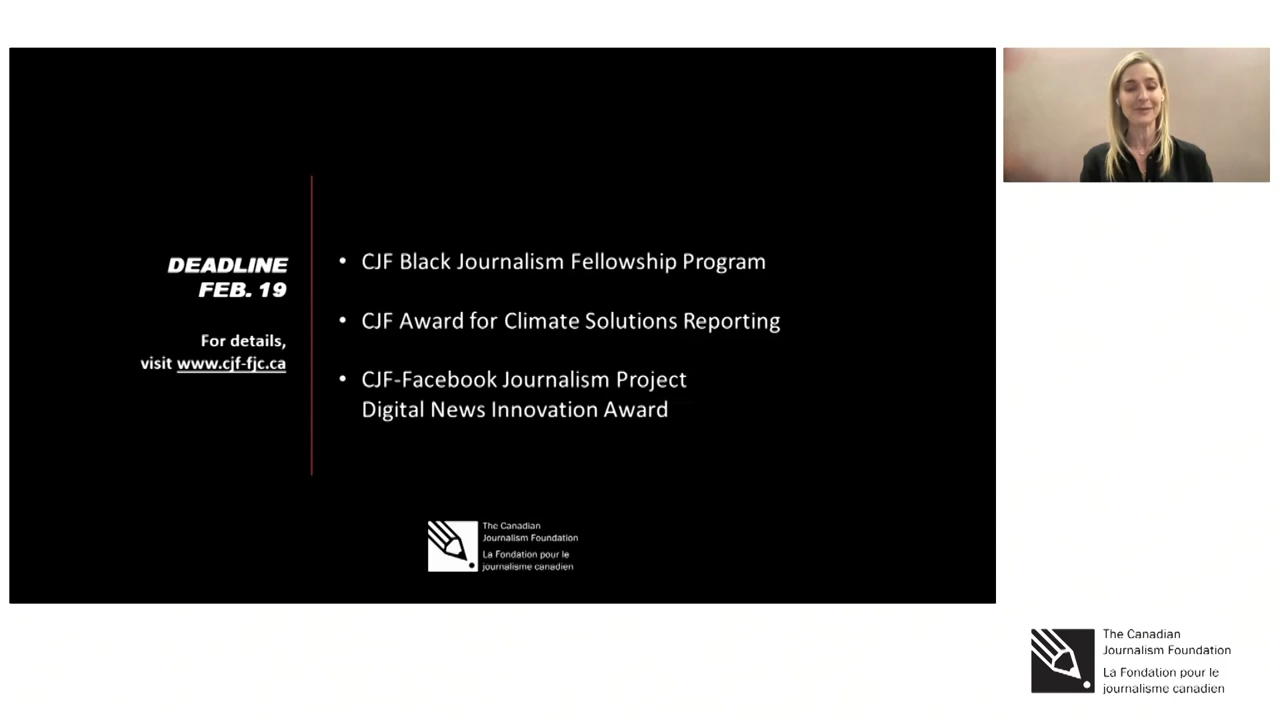 DEADLINE
FEB. 19
For details,
visit www.cjf-fjc.ca
• CJF Black Journalism Fellowship Program
• CJF Award for Climate Solutions Reporting
• CJF-Facebook Journalism Project
Digital News Innovation Award
The Canadian
Journalism Foundation
La Fondation pour le
journalisme canadien
The Canadian
Journalism Foundation
La Fondation pour le
journalisme canadien